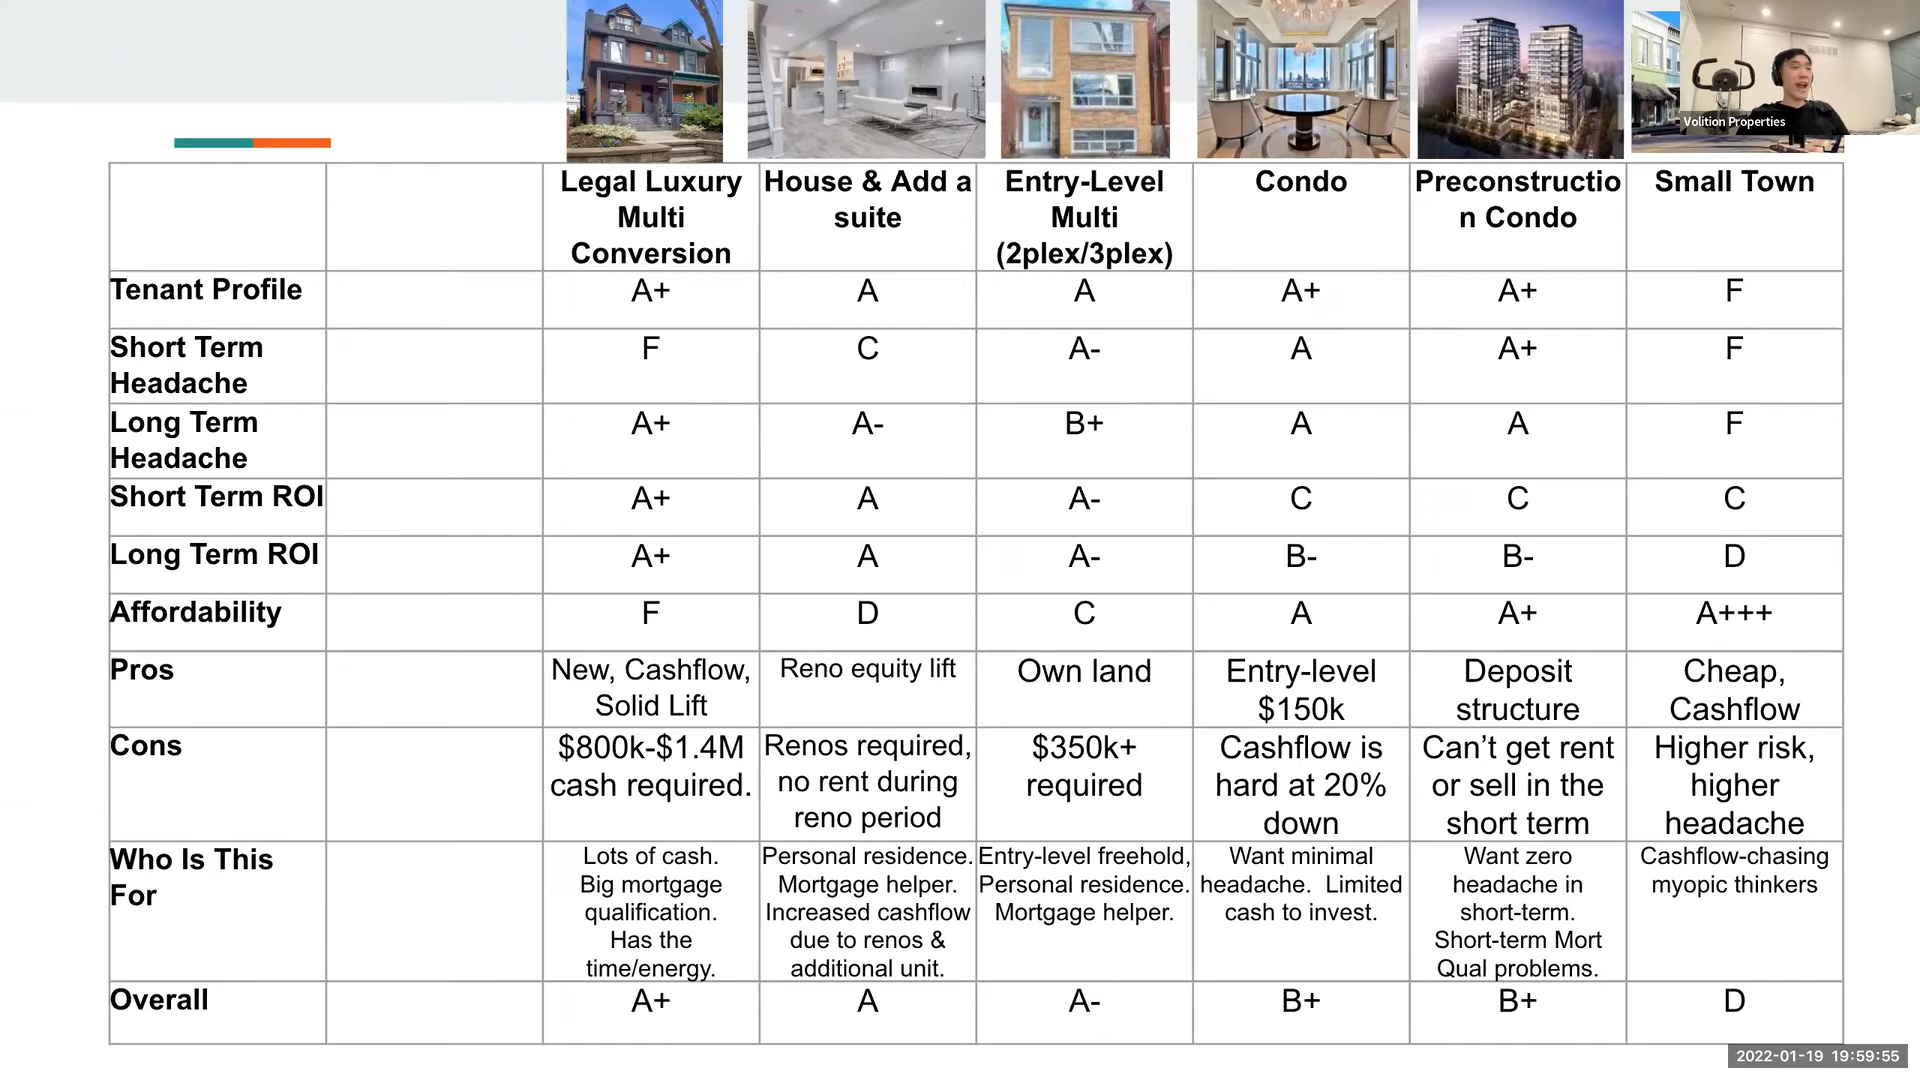 Volition Properties
Legal Luxury
Multi
Conversion
House & Add a
suite
Entry-Level
Multi
(2plex/3plex)
Condo
Preconstructio
n Condo
Small Town
Tenant Profile
A+
A
A
A+
A+
F
Short Term
Headache
F
C
A-
A
A+
F
Long Term
Headache
A+
A-
B+
A
A
F
Short Term ROI
A+
A
A-
C
C
C
Long Term ROI
A+
A
A-
B-
B-
D
Affordability
F
D
C
A
A+
A+++
Pros
New, Cashflow,
Solid Lift
Reno equity lift
Own land
Entry-level
$150k
Deposit
structure
Cheap,
Cashflow
Cons
$800k-$1.4M
cash required.
Renos required,
no rent during
reno period
$350k+
required
Cashflow is
hard at 20%
down
Can’t get rent
or sell in the
short term
Higher risk,
higher
headache
Who Is This
For
Lots of cash.
Big mortgage
qualification.
Has the
time/energy.
Personal residence.
Mortgage helper.
Increased cashflow
due to renos &
additional unit.
Entry-level freehold,
Personal residence.
Mortgage helper.
Want minimal
headache.  Limited
cash to invest.
Want zero
headache in
short-term.
Short-term Mort
Qual problems.
Cashflow-chasing
myopic thinkers
Overall
A+
A
A-
B+
B+
D
2022-01-19 19:59:55